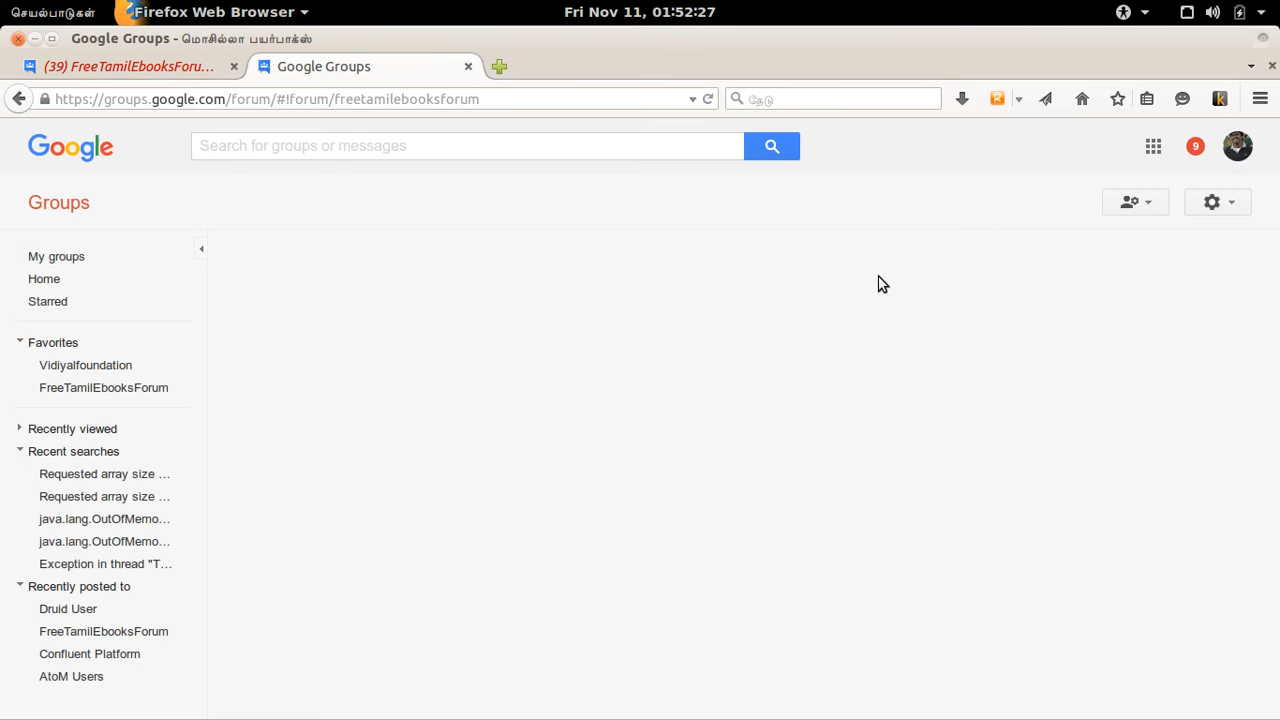 செயல்பாடுகள் Firefox Web Browser Fri Nov 11, 01:52:27
Google Groups - மொசில்லா பயர்பாக்ஸ்
(39) FreeTamilEbooksForu... Google Groups
https://groups.google.com/forum/#!forum/freetamilebooksforum தேடு
Google Search for groups or messages 9
Groups
My groups
Home
Starred
Favorites
Vidiyalfoundation
FreeTamilEbooksForum
Recently viewed
Recent searches
Requested array size ...
Requested array size ...
java.lang.OutOfMemo...
java.lang.OutOfMemo...
Exception in thread "T...
Recently posted to
Druid User
FreeTamilEbooksForum
Confluent Platform
AtoM Users